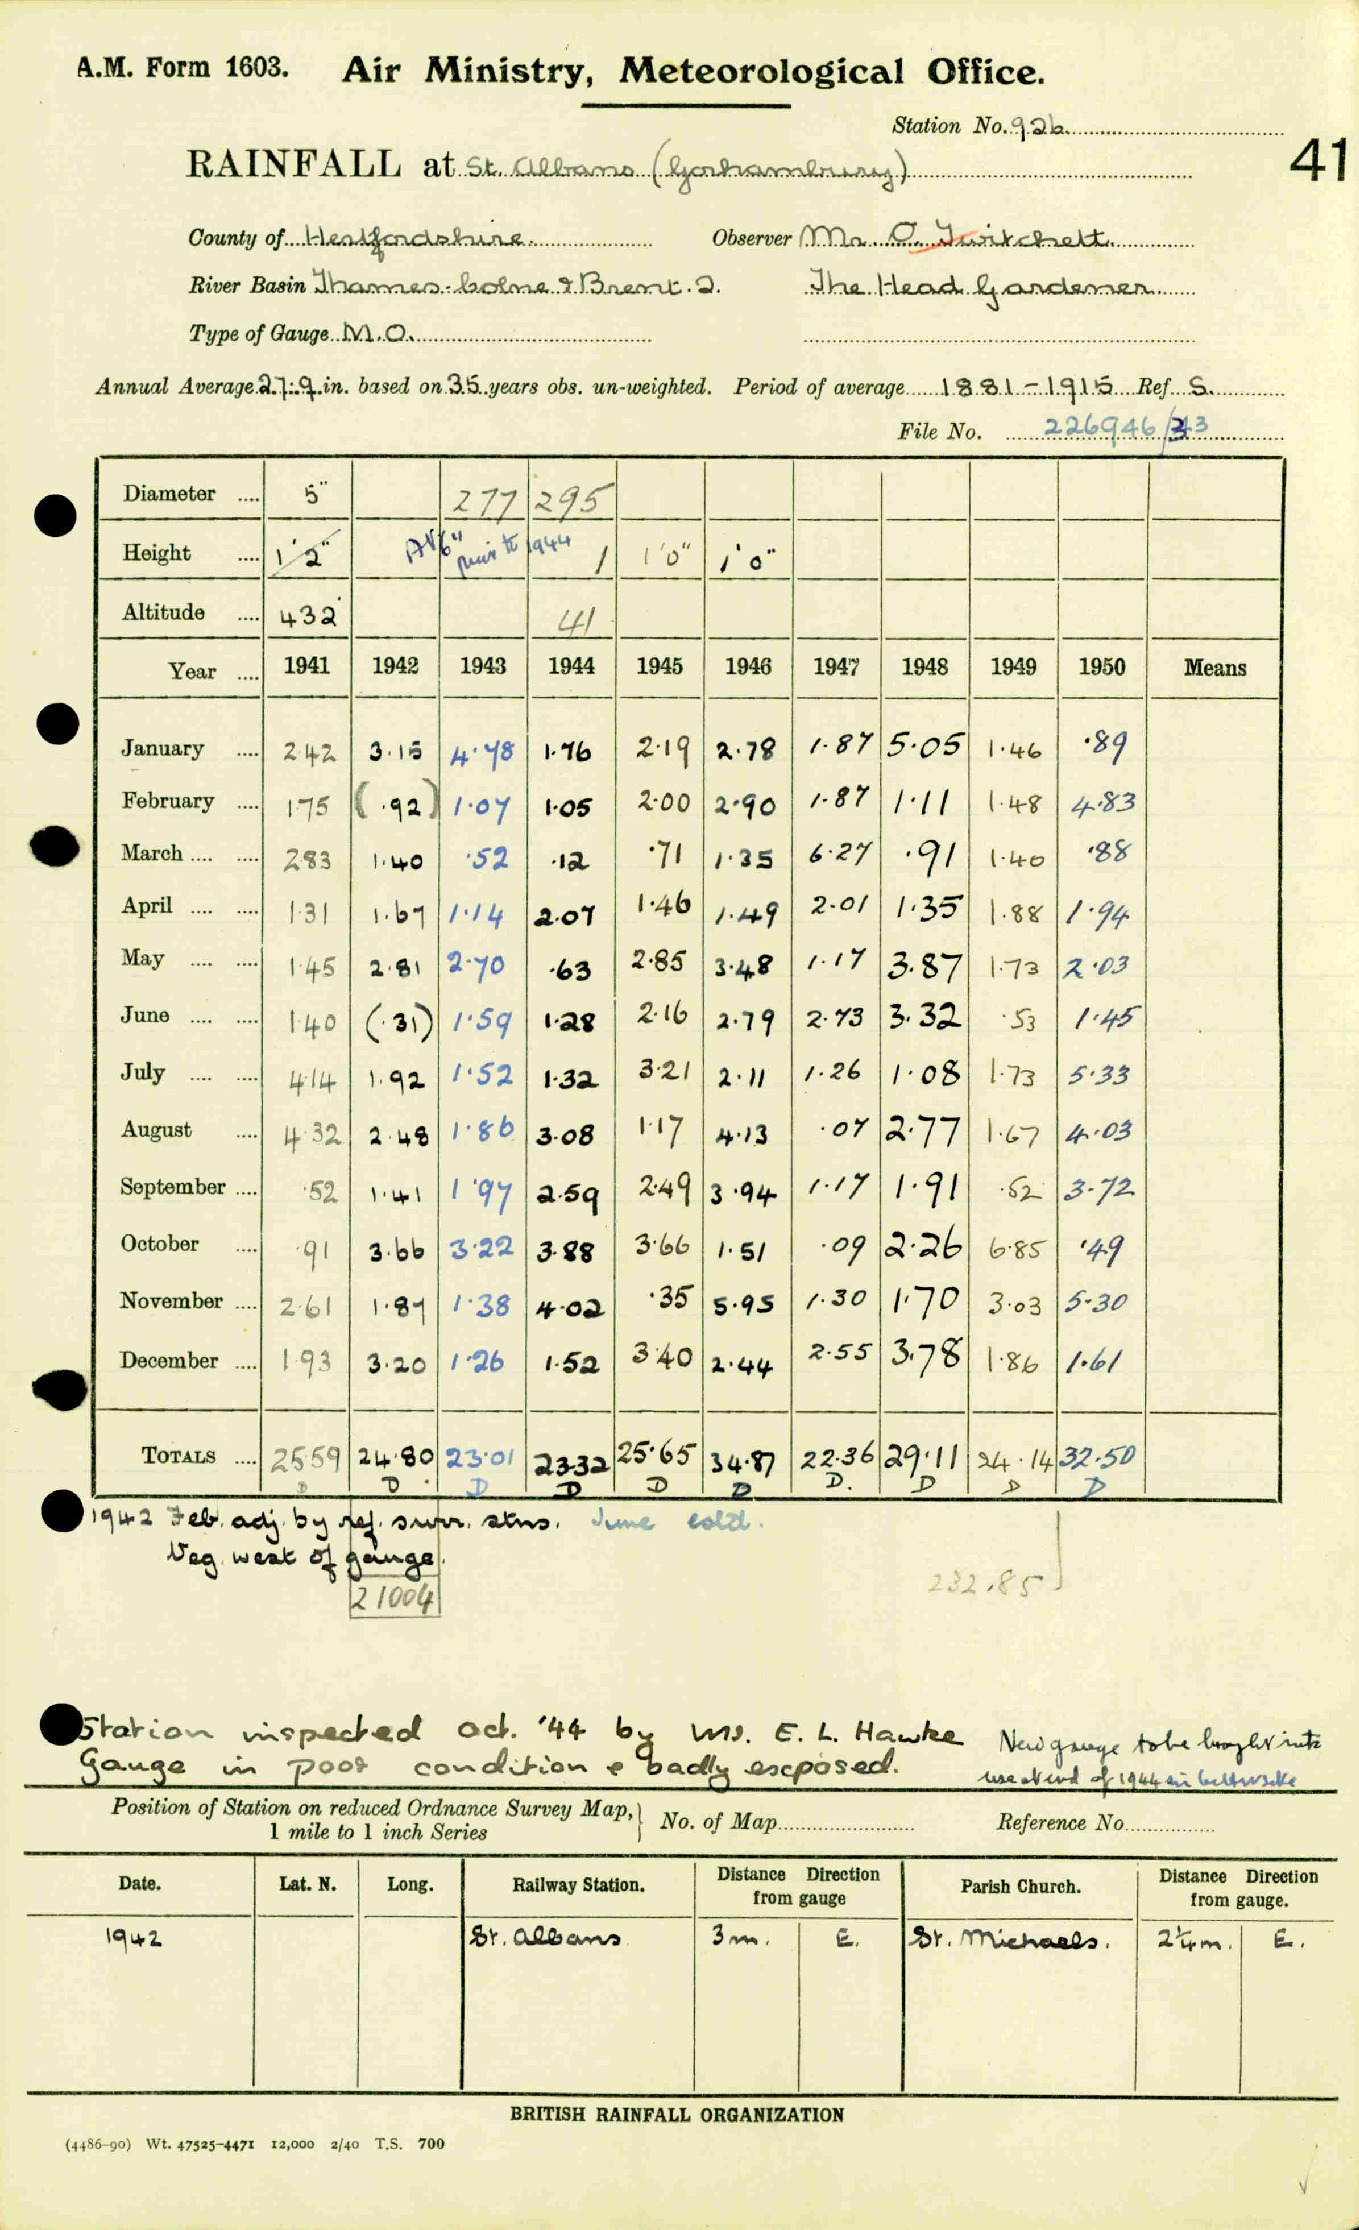 A.M. Form 1603. Air Ministry, Meteorological Office.
Station No. 926
41
RAINFALL at St. Albans (Gorhambury)
County of Hertfordshire Observer Mr. O. Twitchett
River Basin Thames-Colne & Brent. 2. The Head Gardener
Type of Gauge M.O.
Annual Average 27.9 in. based on 35 years obs. un-weighted. Period of average 1881-1915 Ref S.
File No. 226946/43
Diameter .... 5" 277 295
Height .... 1'2" prior to 1944 1 1'0" 1'0"
Altitude .... 432' 41
Year .... 1941 1942 1943 1944 1945 1946 1947 1948 1949 1950 Means
January .... 2.42 3.15 4.78 1.76 2.19 2.78 1.87 5.05 1.46 .89
February .... 1.75 (.92) 1.07 1.05 2.00 2.90 1.87 1.11 1.48 4.83
March .... .... 2.83 1.40 .52 .12 .71 1.35 6.27 .91 1.40 .88
April .... .... 1.31 1.67 1.14 2.07 1.46 1.49 2.01 1.35 1.88 1.94
May .... .... 1.45 2.81 2.70 .63 2.85 3.48 1.17 3.87 1.73 2.03
June .... .... 1.40 (.31) 1.59 1.28 2.16 2.79 2.73 3.32 .53 1.45
July .... .... 4.14 1.92 1.52 1.32 3.21 2.11 1.26 1.08 1.73 5.33
August .... 4.32 2.48 1.86 3.08 1.17 4.13 .07 2.77 1.67 4.03
September .... .52 1.41 1.97 2.59 2.49 3.94 1.17 1.91 .52 3.72
October .... .91 3.66 3.22 3.88 3.66 1.51 .09 2.26 6.85 .49
November .... 2.61 1.87 1.38 4.02 .35 5.95 1.30 1.70 3.03 5.30
December .... 1.93 3.20 1.26 1.52 3.40 2.44 2.55 3.78 1.86 1.61
TOTALS .... 25.59 24.80 23.01 23.32 25.65 34.87 22.36 29.11 24.14 32.50
D D D D D D D. D D D
1942 Feb. adj. by ref. surr. stns. June cold.
Veg. west of gauge.
21004
232.85
Station inspected Oct. '44 by Mr. E. L. Hawke
Gauge in poor condition & badly exposed.
New gauge to be brought into
use at end of 1944 in better site
Position of Station on reduced Ordnance Survey Map,
1 mile to 1 inch Series
No. of Map Reference No.
Date. Lat. N. Long. Railway Station. Distance Direction from gauge Parish Church. Distance Direction from gauge.
1942 St. Albans 3 m. E. St. Michaels. 2¼ m. E.
BRITISH RAINFALL ORGANIZATION
(4486-90) Wt. 47525-4471 12,000 2/40 T.S. 700